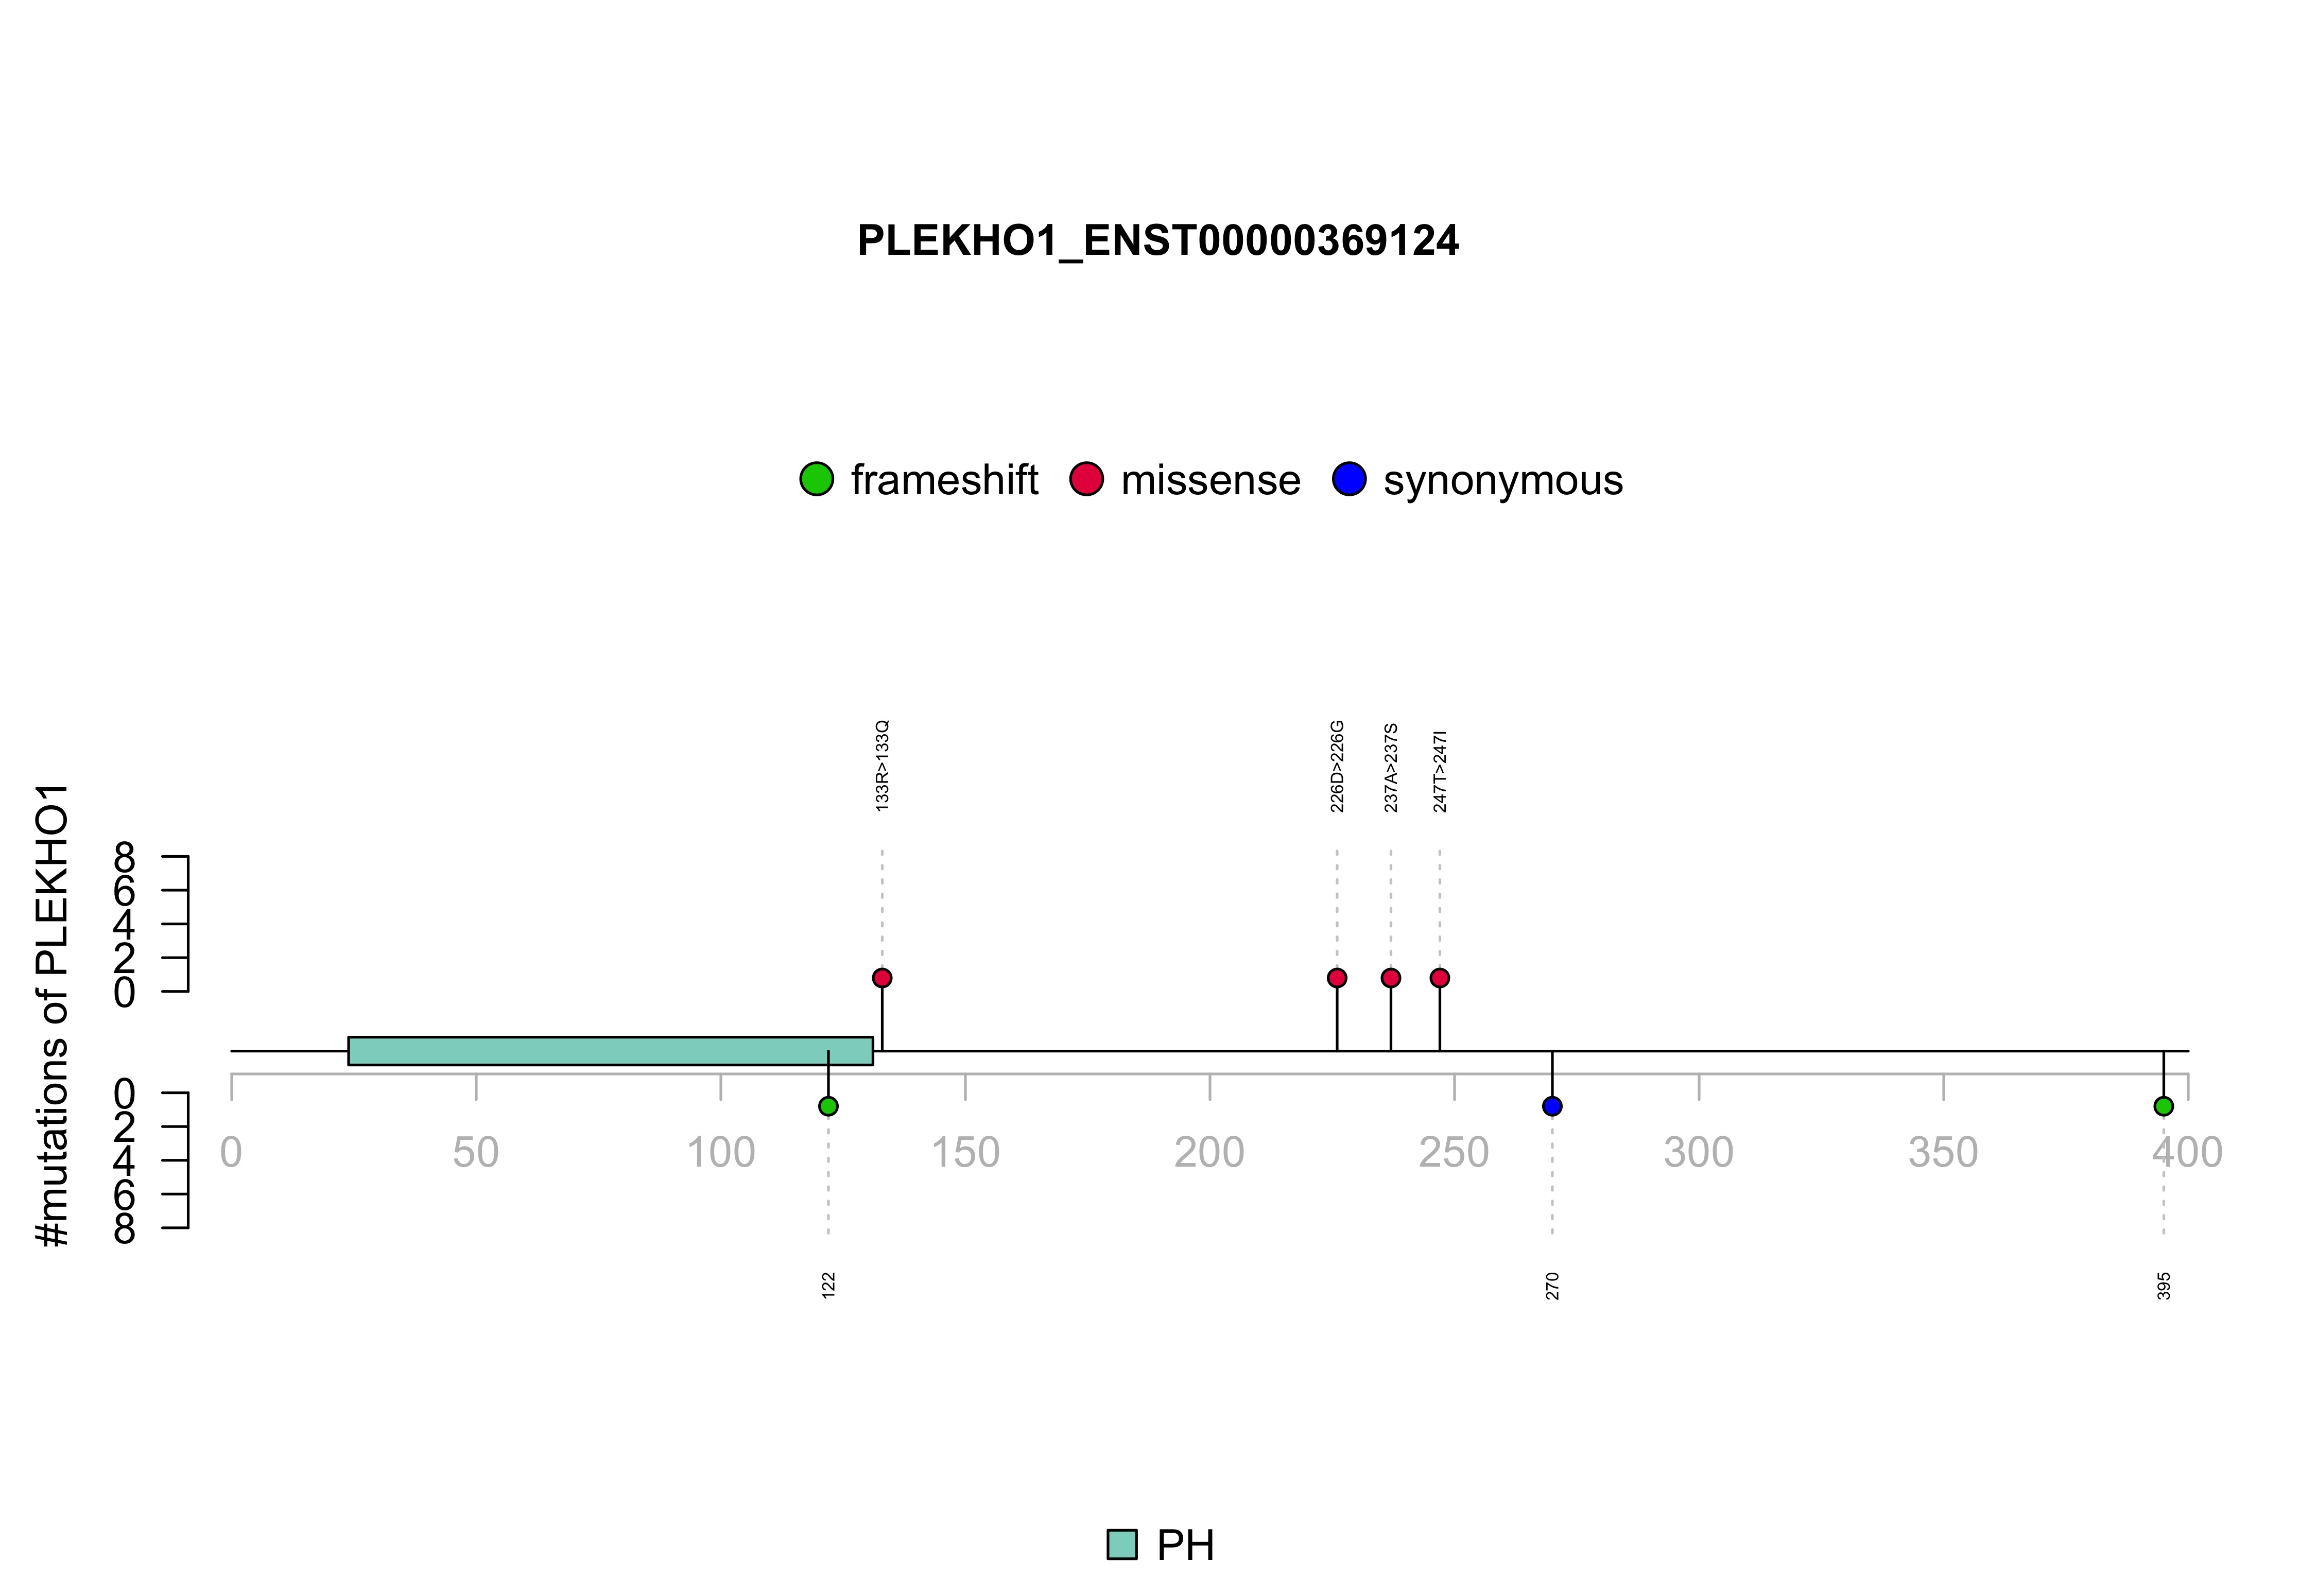 PLEKHO1_ENST00000369124
frameshift missense synonymous
133R>133Q
226D>226G
237A>237S
247T>247I
#mutations of PLEKHO1
8
6
4
2
0
0
2
4
6
8
0 50 100 150 200 250 300 350 400
122
270
395
PH